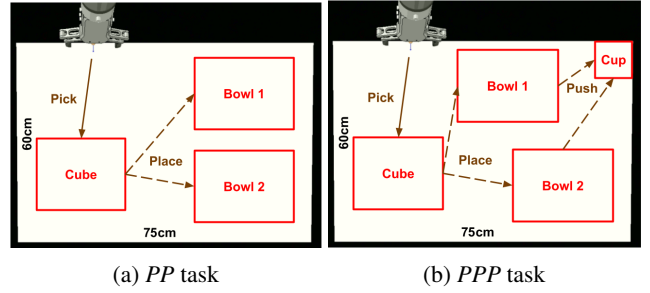 Pick
Bowl 1
60cm
Place
Cube
Bowl 2
75cm
Cup
Push
Pick
Bowl 1
60cm
Place
Cube
Bowl 2
75cm
(a) PP task
(b) PPP task